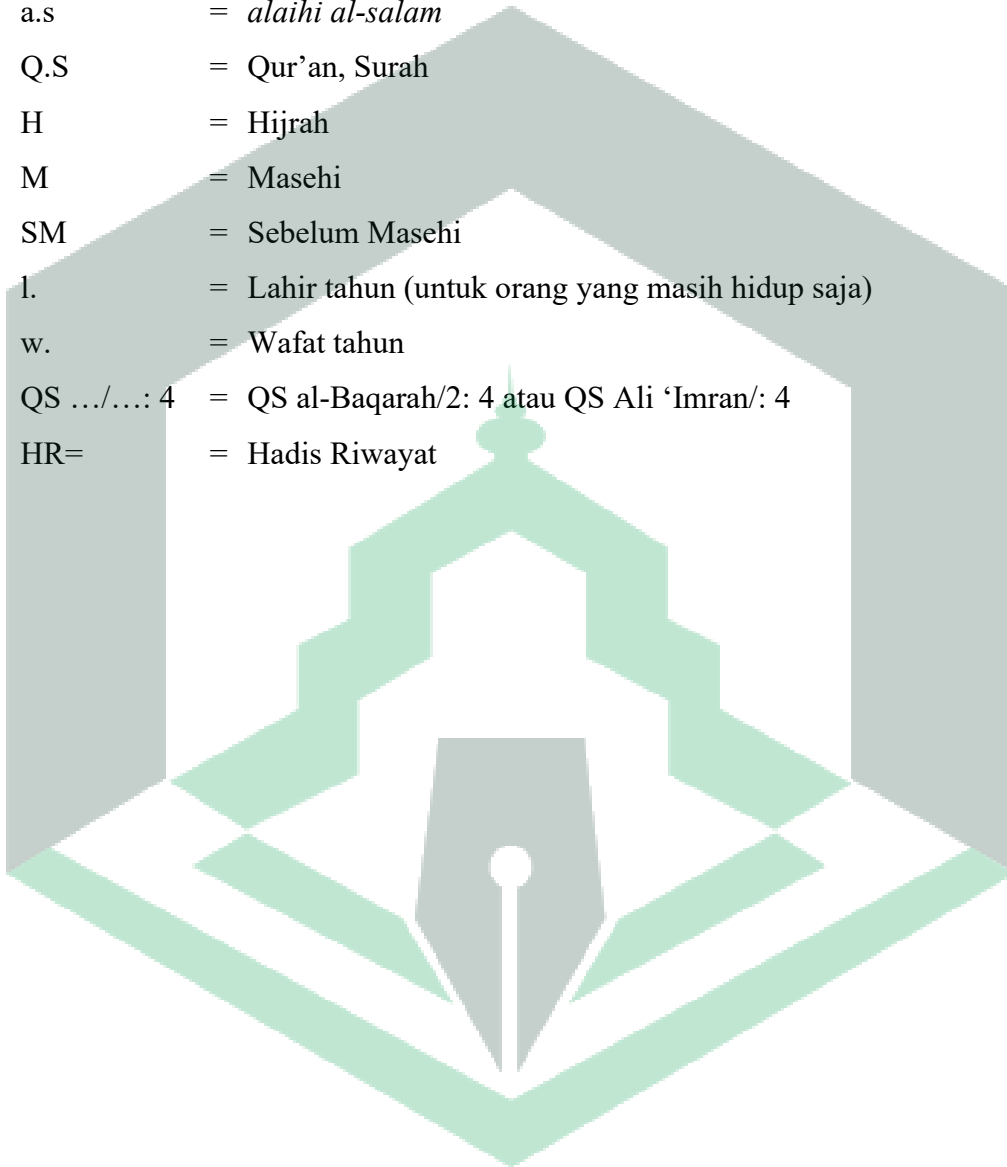 a.s = alaihi al-salam
Q.S = Qur’an, Surah
H = Hijrah
M = Masehi
SM = Sebelum Masehi
l. = Lahir tahun (untuk orang yang masih hidup saja)
w. = Wafat tahun
QS …/…: 4 = QS al-Baqarah/2: 4 atau QS Ali ‘Imran/: 4
HR= = Hadis Riwayat